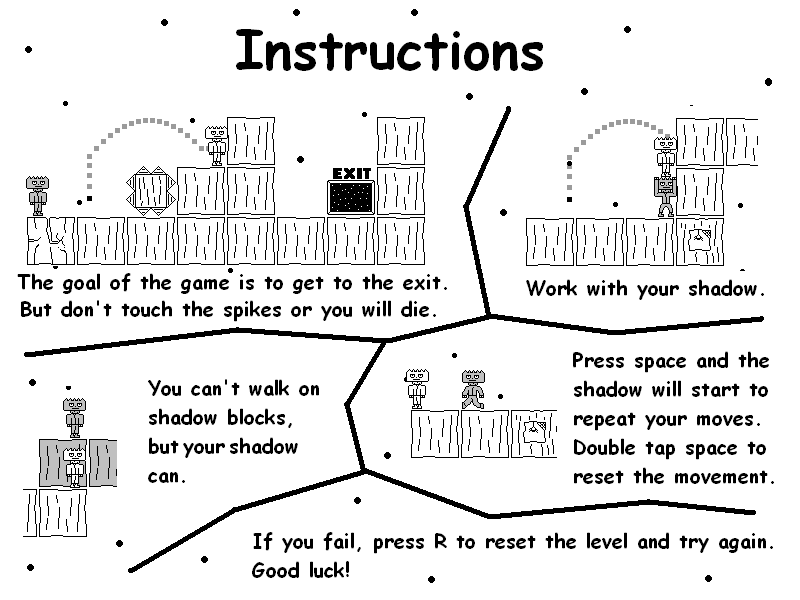 Instructions
EXIT
The goal of the game is to get to the exit.
But don't touch the spikes or you will die.
Work with your shadow.
You can't walk on
shadow blocks,
but your shadow
can.
Press space and the
shadow will start to
repeat your moves.
Double tap space to
reset the movement.
If you fail, press R to reset the level and try again.
Good luck!